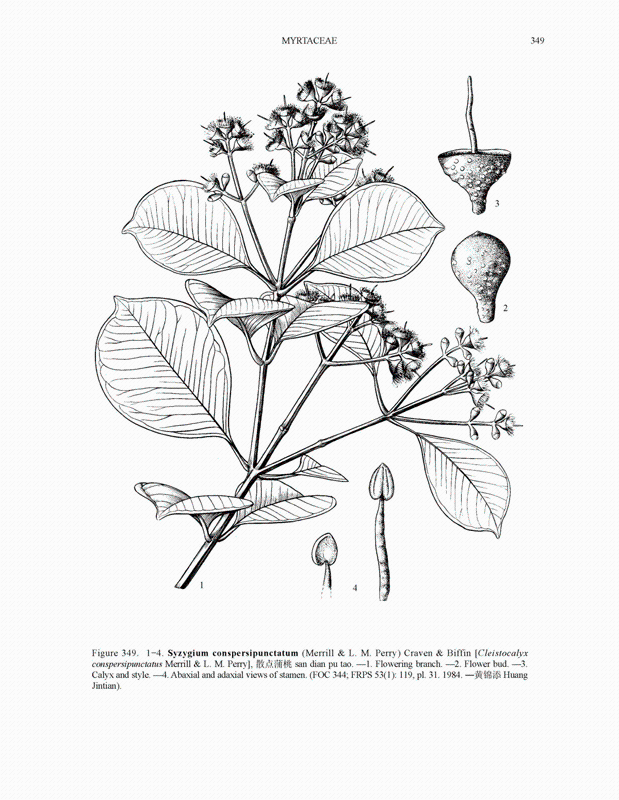 MYRTACEAE 349
3
2
1
4
Figure 349. 1−4. Syzygium conspersipunctatum (Merrill & L. M. Perry) Craven & Biffin [Cleistocalyx
conspersipunctatus Merrill & L. M. Perry], 散点蒲桃 san dian pu tao. —1. Flowering branch. —2. Flower bud. —3.
Calyx and style. —4. Abaxial and adaxial views of stamen. (FOC 344; FRPS 53(1): 119, pl. 31. 1984. —黄锦添 Huang
Jintian).